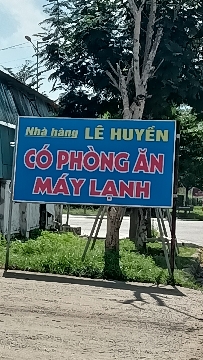 Nhà hàng LÊ HUYỀN
CÓ PHÒNG ĂN
MÁY LẠNH